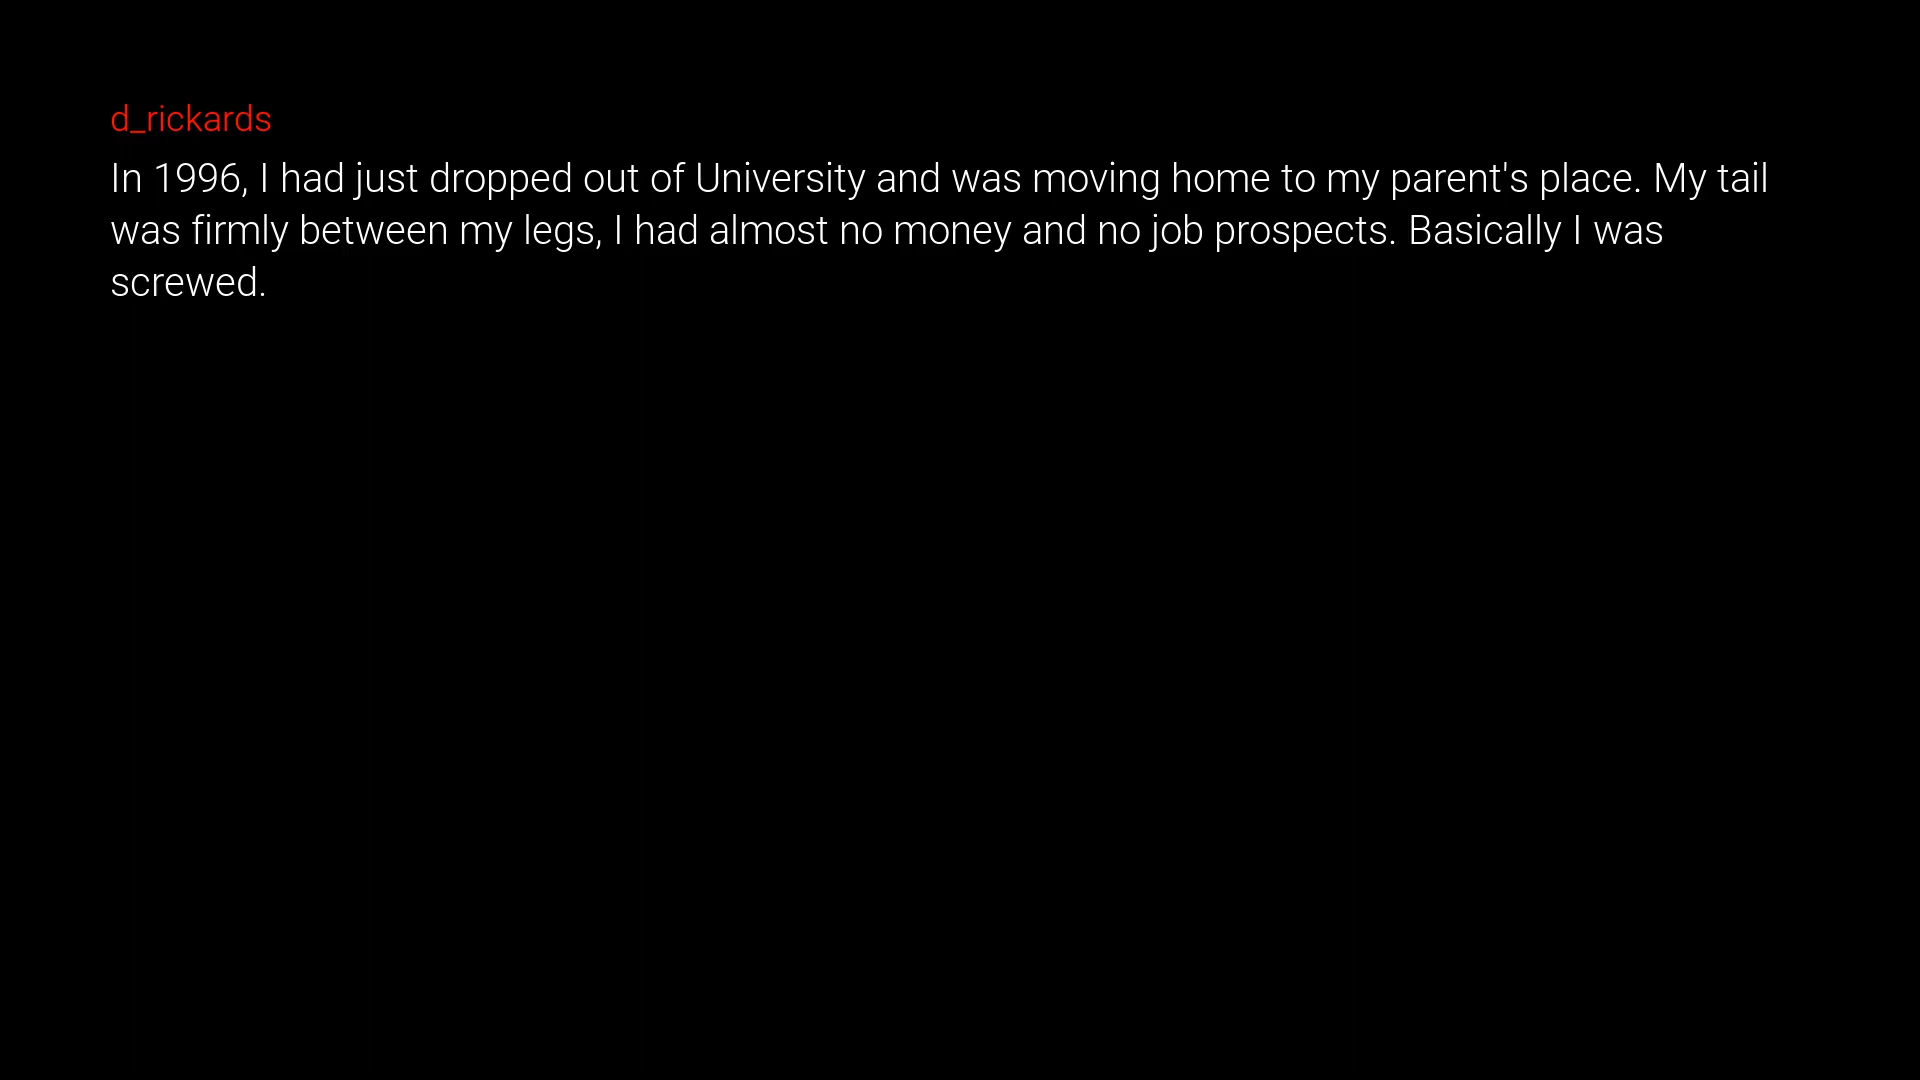 d_rickards
In 1996, I had just dropped out of University and was moving home to my parent's place. My tail
was firmly between my legs, I had almost no money and no job prospects. Basically I was
screwed.